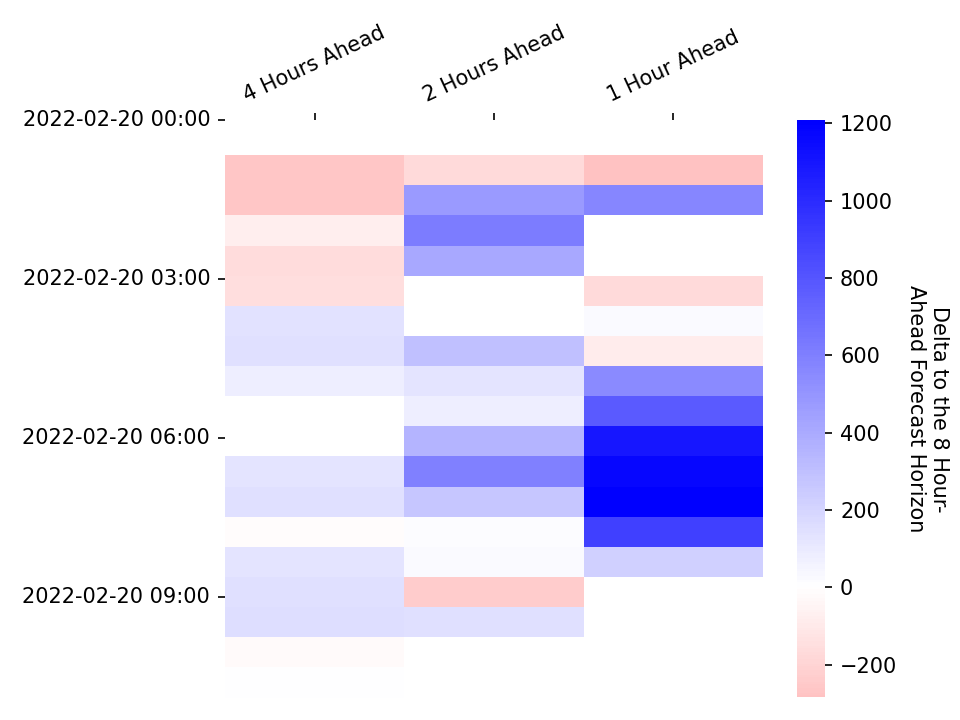 4 Hours Ahead
2 Hours Ahead
1 Hour Ahead
2022-02-20 00:00
2022-02-20 03:00
2022-02-20 06:00
2022-02-20 09:00
1200
1000
800
600
400
200
0
−200
Delta to the 8 Hour-
Ahead Forecast Horizon